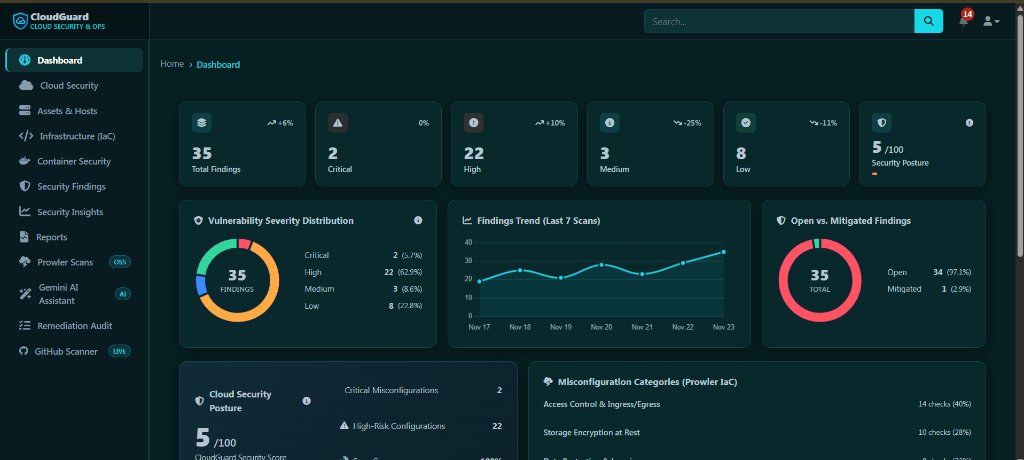 CloudGuard
CLOUD SECURITY & OPS
Search...
14
Dashboard
Cloud Security
Assets & Hosts
Infrastructure (IaC)
Container Security
Security Findings
Security Insights
Reports
Prowler Scans OSS
Gemini AI
Assistant AI
Remediation Audit
GitHub Scanner LIVE
Home › Dashboard
+6%
35
Total Findings
0%
2
Critical
+10%
22
High
-25%
3
Medium
-11%
8
Low
5 /100
Security Posture
Vulnerability Severity Distribution
35
FINDINGS
Critical 2 (5.7%)
High 22 (62.9%)
Medium 3 (8.6%)
Low 8 (22.8%)
Findings Trend (Last 7 Scans)
40
30
20
10
0
Nov 17 Nov 18 Nov 19 Nov 20 Nov 21 Nov 22 Nov 23
Open vs. Mitigated Findings
35
TOTAL
Open 34 (97.1%)
Mitigated 1 (2.9%)
Cloud Security
Posture
5 /100
CloudGuard Security Score
Critical Misconfigurations 2
High-Risk Configurations 22
100%
Misconfiguration Categories (Prowler IaC)
Access Control & Ingress/Egress 14 checks (40%)
Storage Encryption at Rest 10 checks (28%)